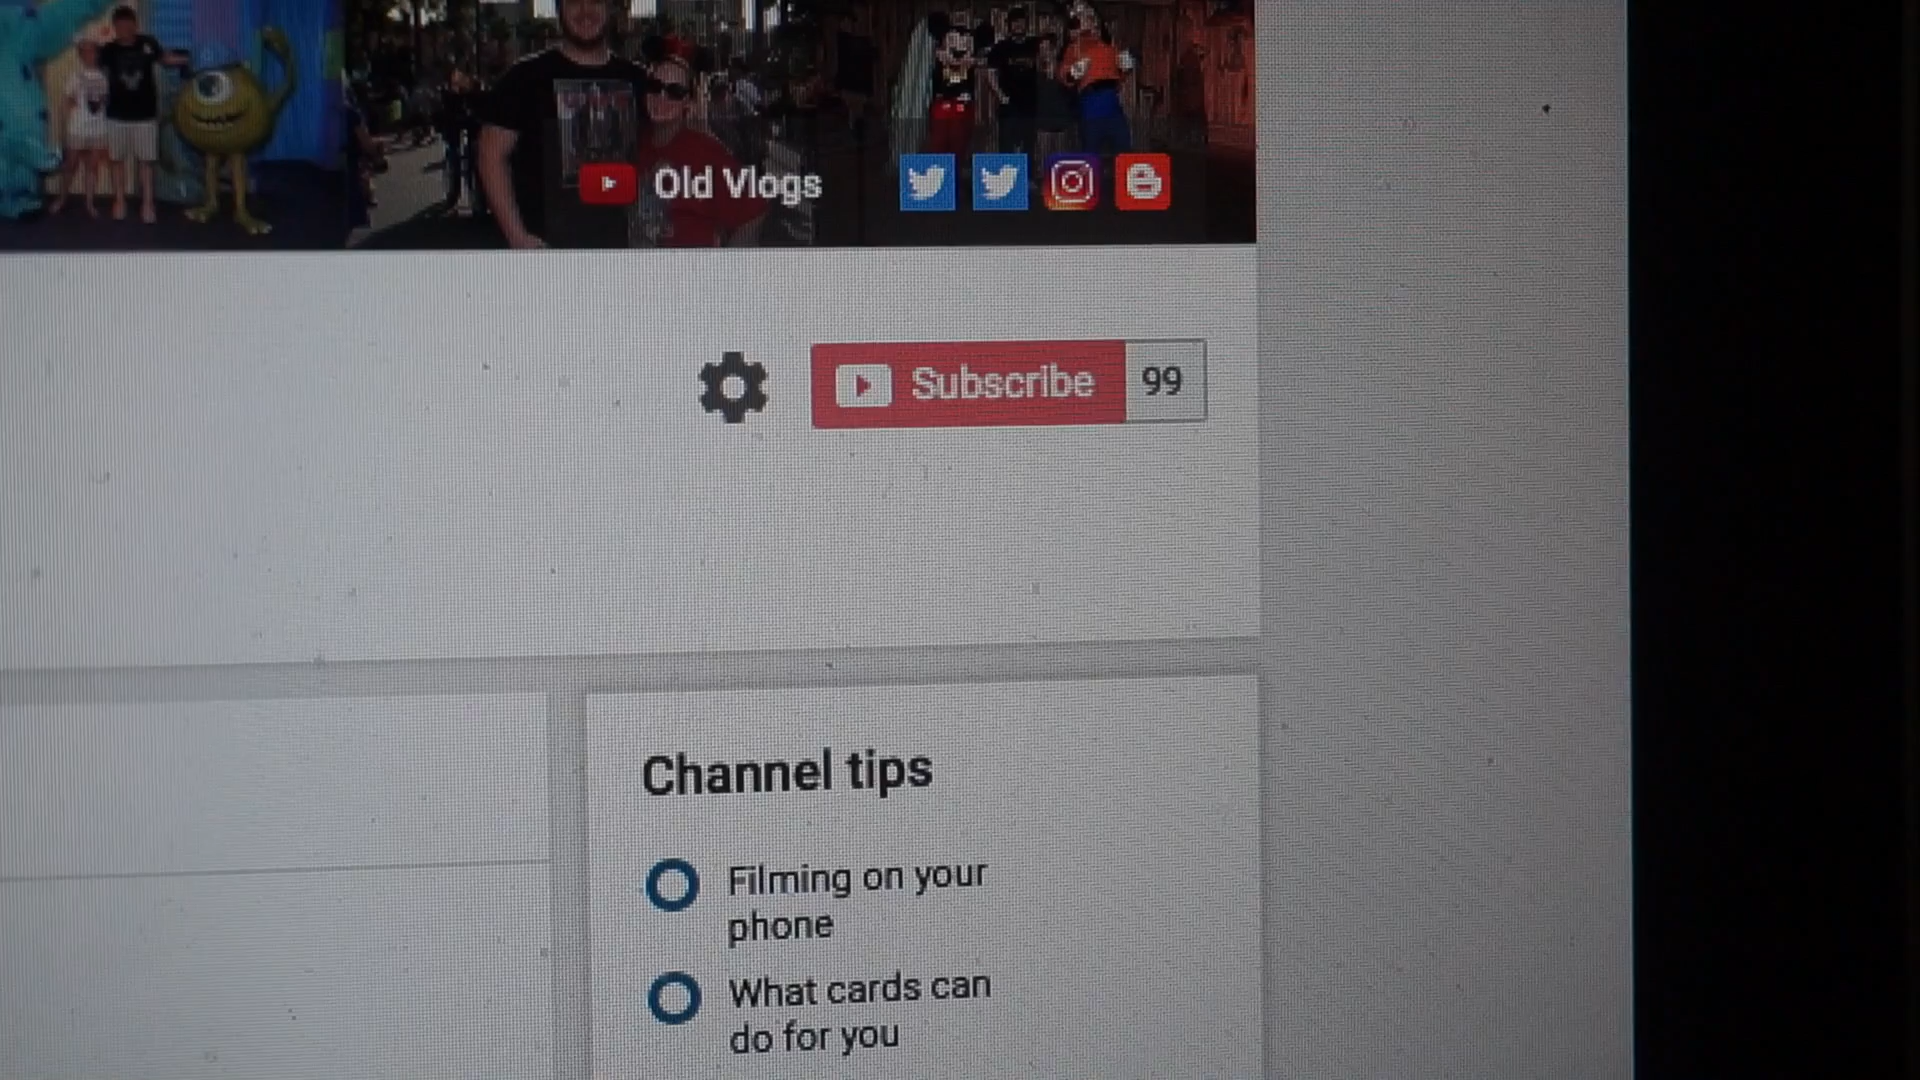 Old Vlogs
Subscribe 99
Channel tips
Filming on your
phone
What cards can
do for you